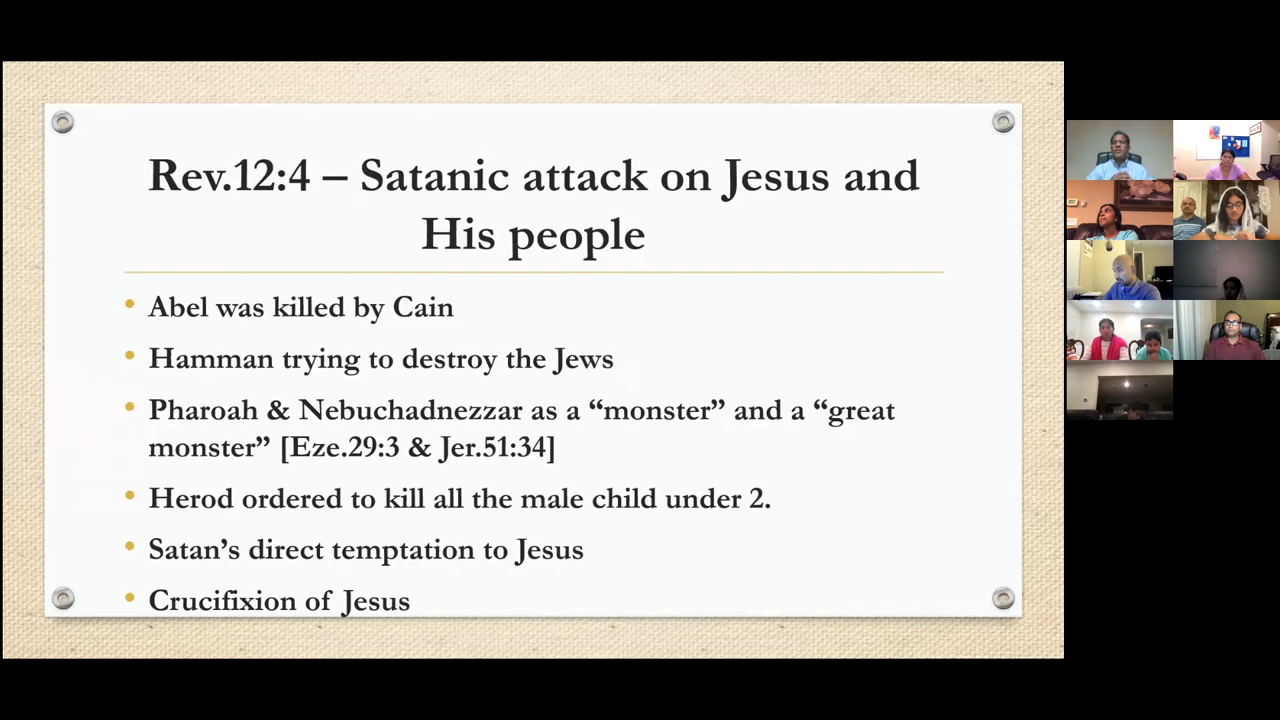 Rev.12:4 – Satanic attack on Jesus and
His people
• Abel was killed by Cain
• Hamman trying to destroy the Jews
• Pharoah & Nebuchadnezzar as a “monster” and a “great
monster” [Eze.29:3 & Jer.51:34]
• Herod ordered to kill all the male child under 2.
• Satan’s direct temptation to Jesus
• Crucifixion of Jesus